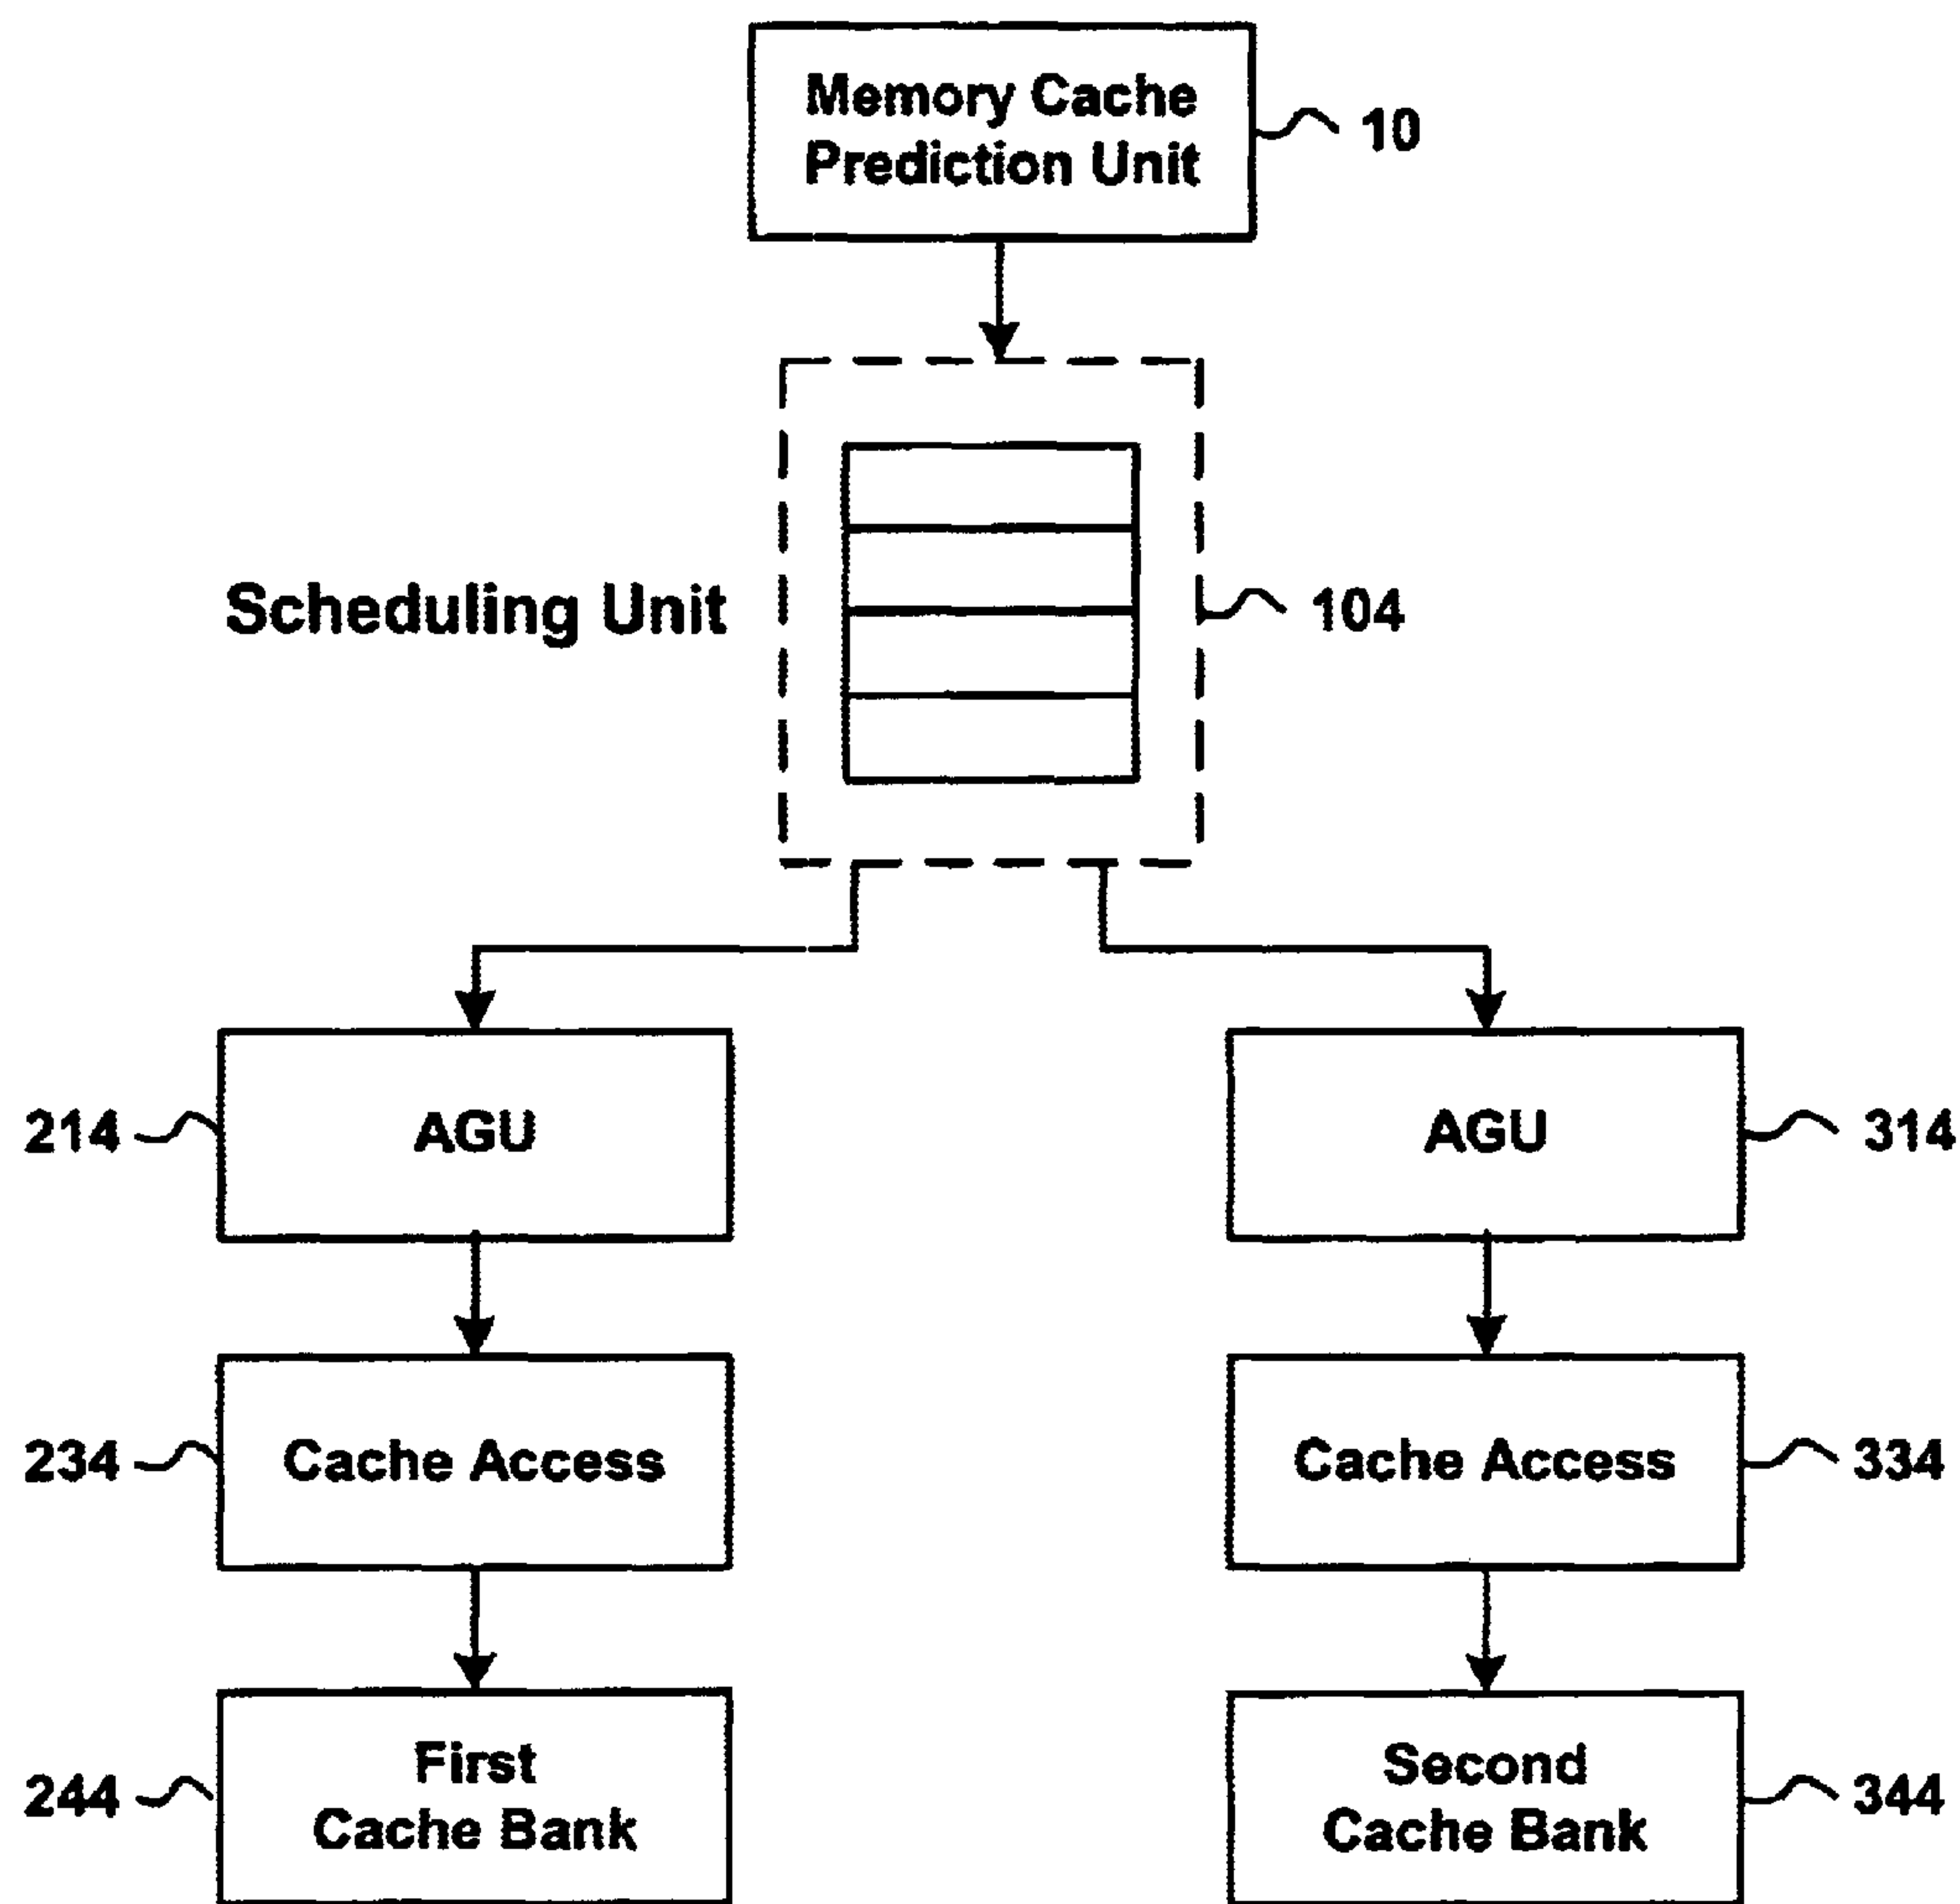 Memory Cache
Prediction Unit
10
Scheduling Unit
104
214
AGU
AGU
314
234
Cache Access
Cache Access
334
244
First
Cache Bank
Second
Cache Bank
344